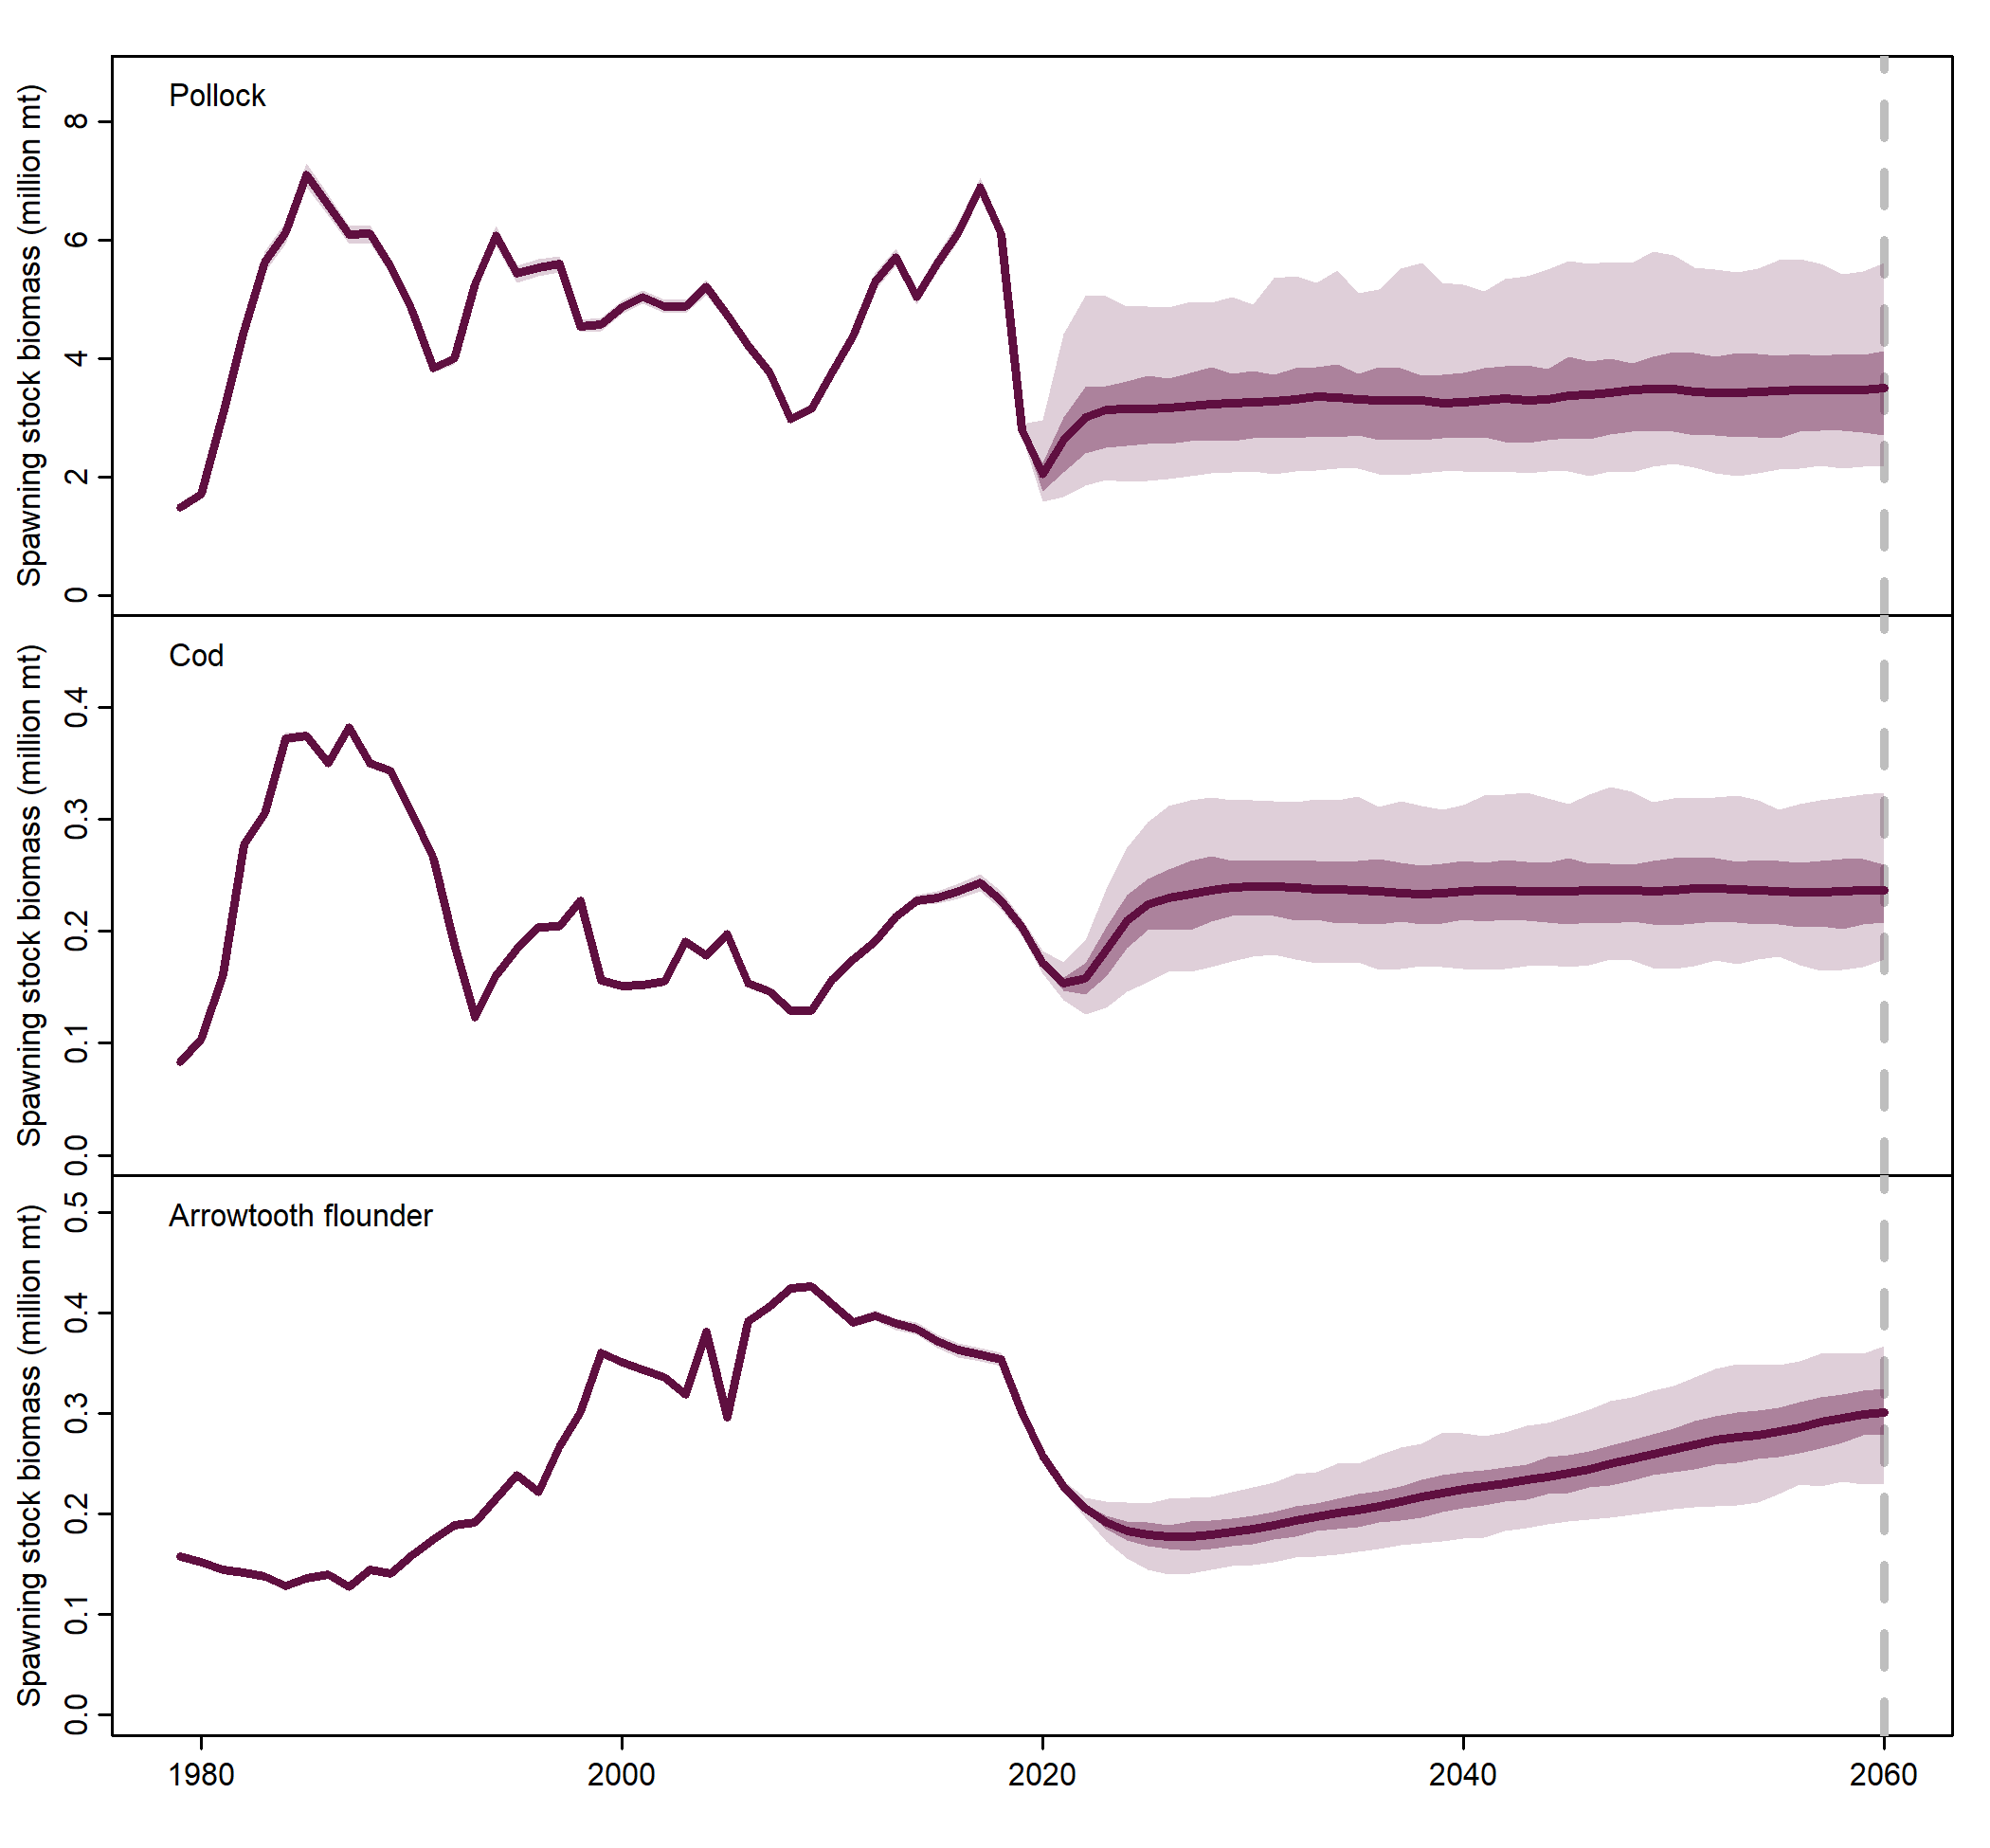 Pollock
Spawning stock biomass (million mt)
8
6
4
2
0
Cod
Spawning stock biomass (million mt)
0.4
0.3
0.2
0.1
0.0
Arrowtooth flounder
Spawning stock biomass (million mt)
0.5
0.4
0.3
0.2
0.1
0.0
1980 2000 2020 2040 2060